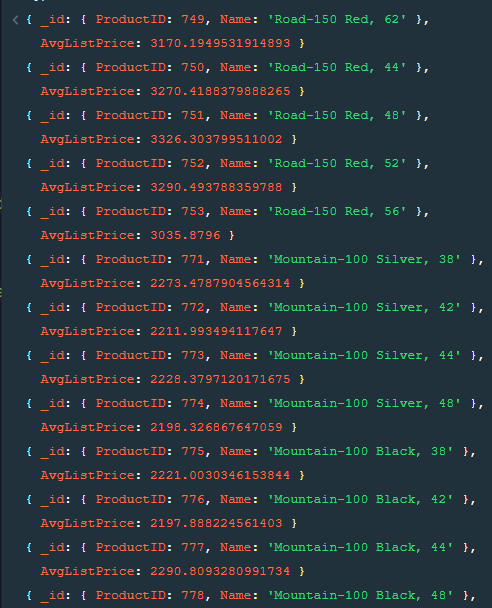 { _id: { ProductID: 749, Name: 'Road-150 Red, 62' },
AvgListPrice: 3170.1949531914893 }
{ _id: { ProductID: 750, Name: 'Road-150 Red, 44' },
AvgListPrice: 3270.4188379888265 }
{ _id: { ProductID: 751, Name: 'Road-150 Red, 48' },
AvgListPrice: 3326.303799511002 }
{ _id: { ProductID: 752, Name: 'Road-150 Red, 52' },
AvgListPrice: 3290.493788359788 }
{ _id: { ProductID: 753, Name: 'Road-150 Red, 56' },
AvgListPrice: 3035.8796 }
{ _id: { ProductID: 771, Name: 'Mountain-100 Silver, 38' },
AvgListPrice: 2273.4787904564314 }
{ _id: { ProductID: 772, Name: 'Mountain-100 Silver, 42' },
AvgListPrice: 2211.993494117647 }
{ _id: { ProductID: 773, Name: 'Mountain-100 Silver, 44' },
AvgListPrice: 2228.3797120171675 }
{ _id: { ProductID: 774, Name: 'Mountain-100 Silver, 48' },
AvgListPrice: 2198.326867647059 }
{ _id: { ProductID: 775, Name: 'Mountain-100 Black, 38' },
AvgListPrice: 2221.0030346153844 }
{ _id: { ProductID: 776, Name: 'Mountain-100 Black, 42' },
AvgListPrice: 2197.888224561403 }
{ _id: { ProductID: 777, Name: 'Mountain-100 Black, 44' },
AvgListPrice: 2290.8093280991734 }
{ _id: { ProductID: 778, Name: 'Mountain-100 Black, 48' },